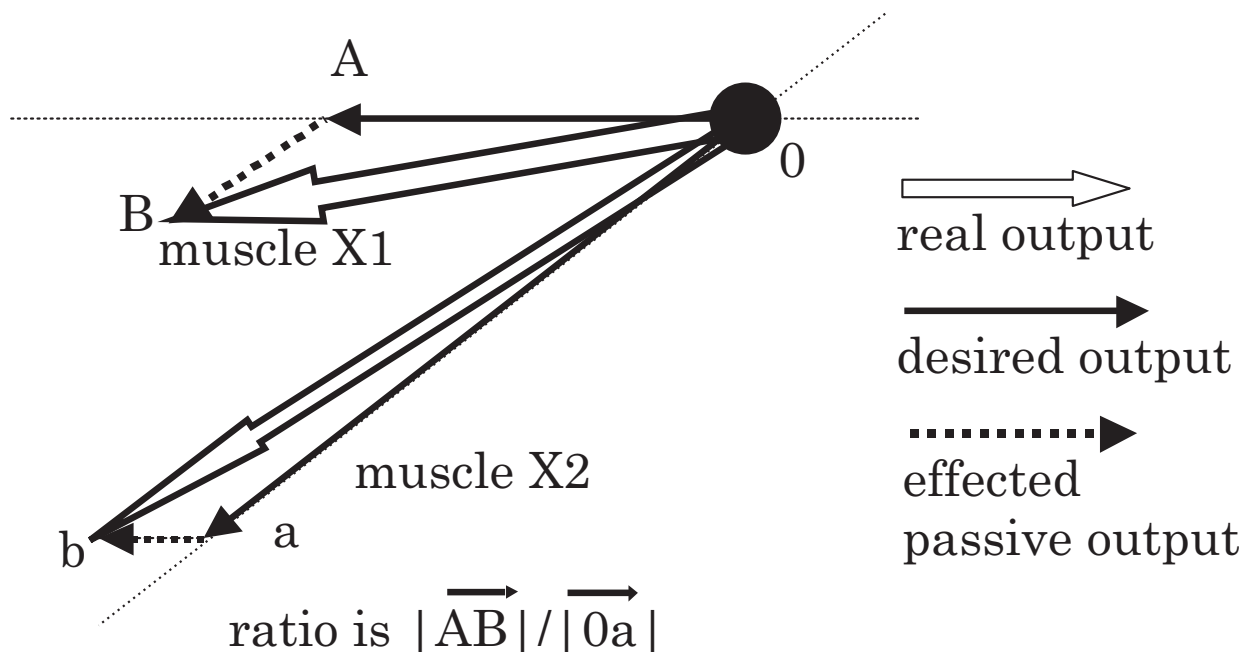 A
0
B
muscle X1
real output
desired output
muscle X2
effected
a
b
passive output
ratio is |AB|/|0a|